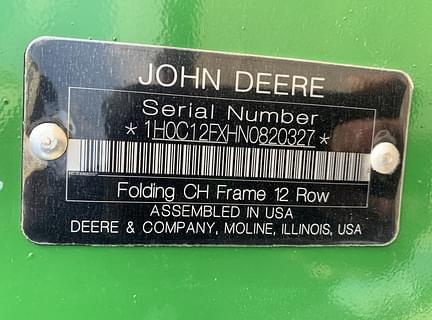 JOHN DEERE
Serial Number
* 1H0C12FXHN0820327 *
Folding CH Frame 12 Row
ASSEMBLED IN USA
DEERE & COMPANY, MOLINE, ILLINOIS, USA